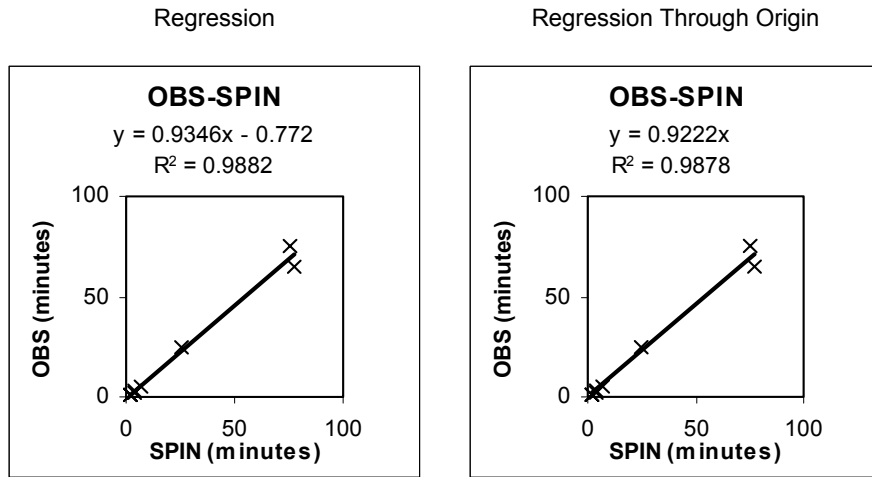 Regression
OBS-SPIN
y = 0.9346x - 0.772
R² = 0.9882
100
50
0
OBS (minutes)
0 50 100
SPIN (minutes)
Regression Through Origin
OBS-SPIN
y = 0.9222x
R² = 0.9878
100
50
0
OBS (minutes)
0 50 100
SPIN (minutes)